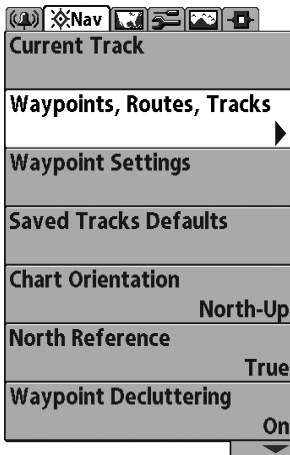 Nav
Current Track
Waypoints, Routes, Tracks
Waypoint Settings
Saved Tracks Defaults
Chart Orientation
North-Up
North Reference
True
Waypoint Decluttering
On